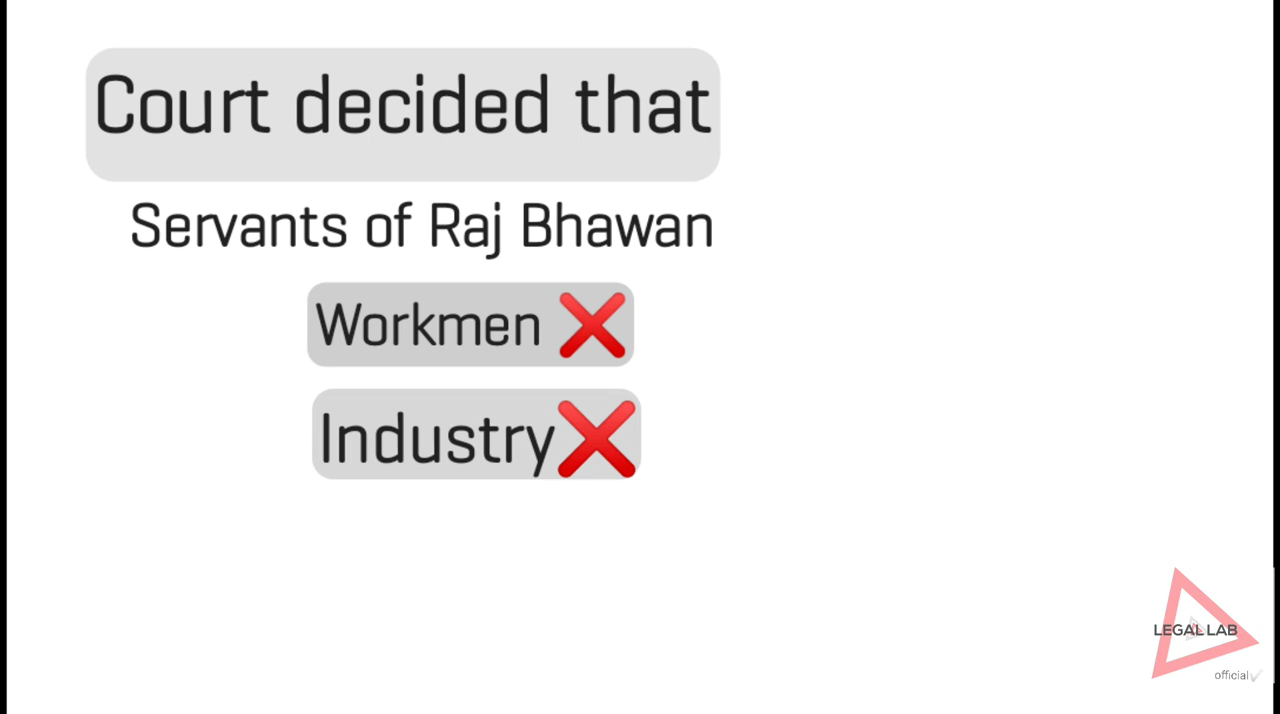 Court decided that
Servants of Raj Bhawan
Workmen ❌
Industry❌
LEGAL LAB
official